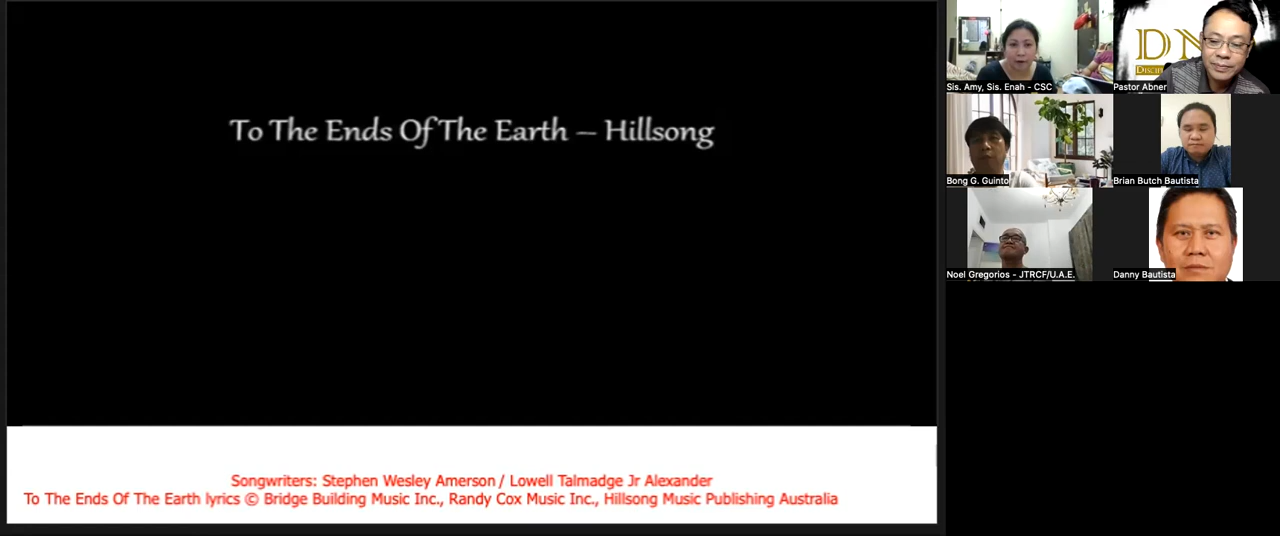 To The Ends Of The Earth – Hillsong
Songwriters: Stephen Wesley Amerson / Lowell Talmadge Jr Alexander
To The Ends Of The Earth lyrics © Bridge Building Music Inc., Randy Cox Music Inc., Hillsong Music Publishing Australia
Sis. Amy, Sis. Enah - CSC
Pastor Abner
Bong G. Guinto
Brian Butch Bautista
Noel Gregorios - JTRCF/U.A.E.
Danny Bautista